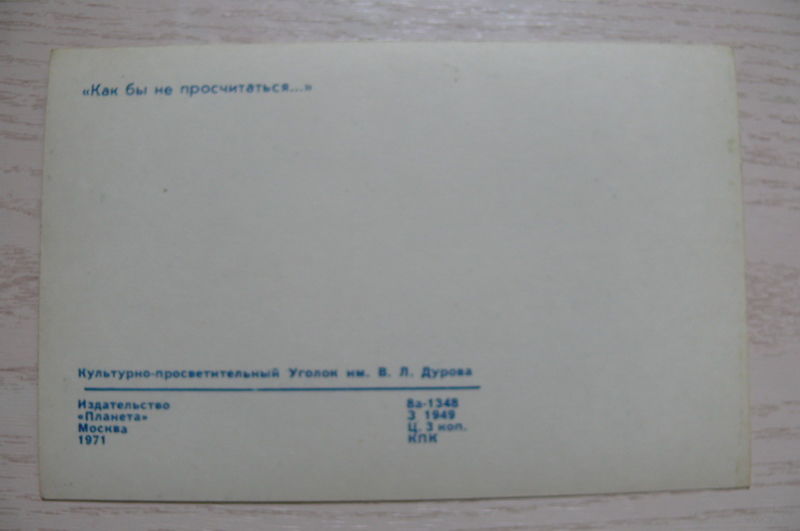 «Как бы не просчитаться...»
Культурно-просветительный Уголок им. В. Л. Дурова
Издательство
«Планета»
Москва
1971
8а-1348
З 1949
Ц. 3 коп.
КПК